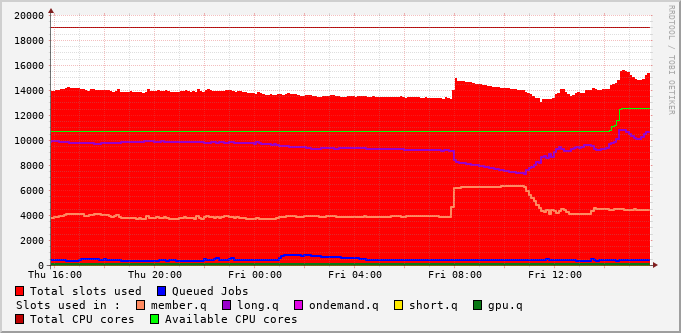 20000
18000
16000
14000
12000
10000
8000
6000
4000
2000
0
Thu 16:00 Thu 20:00 Fri 00:00 Fri 04:00 Fri 08:00 Fri 12:00
Total slots used Queued Jobs
Slots used in : member.q long.q ondemand.q short.q gpu.q
Total CPU cores Available CPU cores
RRDTOOL / TOBI OETIKER